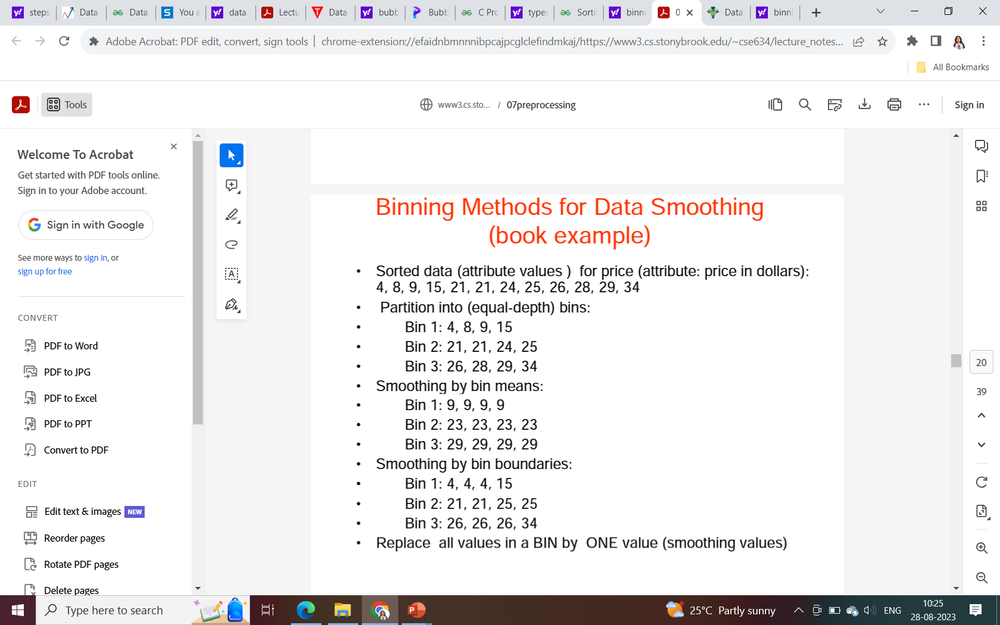 steps
Data
Data
You a
data
Lectu
Data
bubb
Bubb
C Pro
types
Sorti
binni
0
Data
binni
Adobe Acrobat: PDF edit, convert, sign tools | chrome-extension://efaidnbmnnnibpcajpcglclefindmkaj/https://www3.cs.stonybrook.edu/~cse634/lecture_notes...
All Bookmarks
Tools
www3.cs.sto... / 07preprocessing
Sign in
Welcome To Acrobat
Get started with PDF tools online.
Sign in to your Adobe account.
Sign in with Google
See more ways to sign in, or
sign up for free
CONVERT
PDF to Word
PDF to JPG
PDF to Excel
PDF to PPT
Convert to PDF
EDIT
Edit text & images NEW
Reorder pages
Rotate PDF pages
Delete pages
Binning Methods for Data Smoothing
(book example)
• Sorted data (attribute values ) for price (attribute: price in dollars):
4, 8, 9, 15, 21, 21, 24, 25, 26, 28, 29, 34
• Partition into (equal-depth) bins:
• Bin 1: 4, 8, 9, 15
• Bin 2: 21, 21, 24, 25
• Bin 3: 26, 28, 29, 34
• Smoothing by bin means:
• Bin 1: 9, 9, 9, 9
• Bin 2: 23, 23, 23, 23
• Bin 3: 29, 29, 29, 29
• Smoothing by bin boundaries:
• Bin 1: 4, 4, 4, 15
• Bin 2: 21, 21, 25, 25
• Bin 3: 26, 26, 26, 34
• Replace all values in a BIN by ONE value (smoothing values)
20
39
Type here to search
25°C Partly sunny
ENG
10:25
28-08-2023